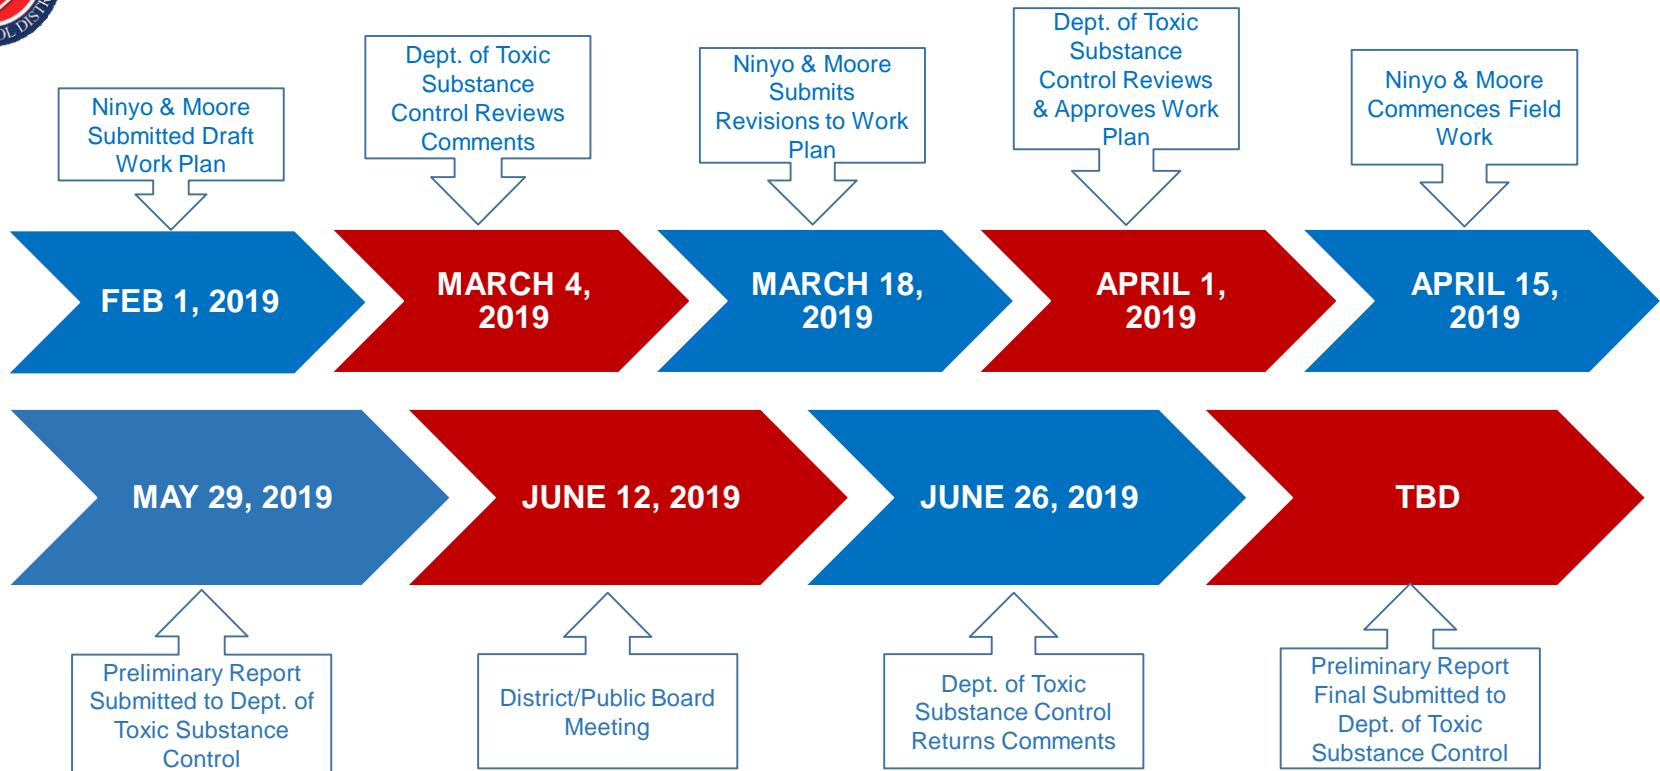 OL DISTR
Ninyo & Moore
Submitted Draft
Work Plan
Dept. of Toxic
Substance
Control Reviews
Comments
Ninyo & Moore
Submits
Revisions to Work
Plan
Dept. of Toxic
Substance
Control Reviews
& Approves Work
Plan
Ninyo & Moore
Commences Field
Work
FEB 1, 2019
MARCH 4,
2019
MARCH 18,
2019
APRIL 1,
2019
APRIL 15,
2019
MAY 29, 2019
JUNE 12, 2019
JUNE 26, 2019
TBD
Preliminary Report
Submitted to Dept. of
Toxic Substance
Control
District/Public Board
Meeting
Dept. of Toxic
Substance Control
Returns Comments
Preliminary Report
Final Submitted to
Dept. of Toxic
Substance Control